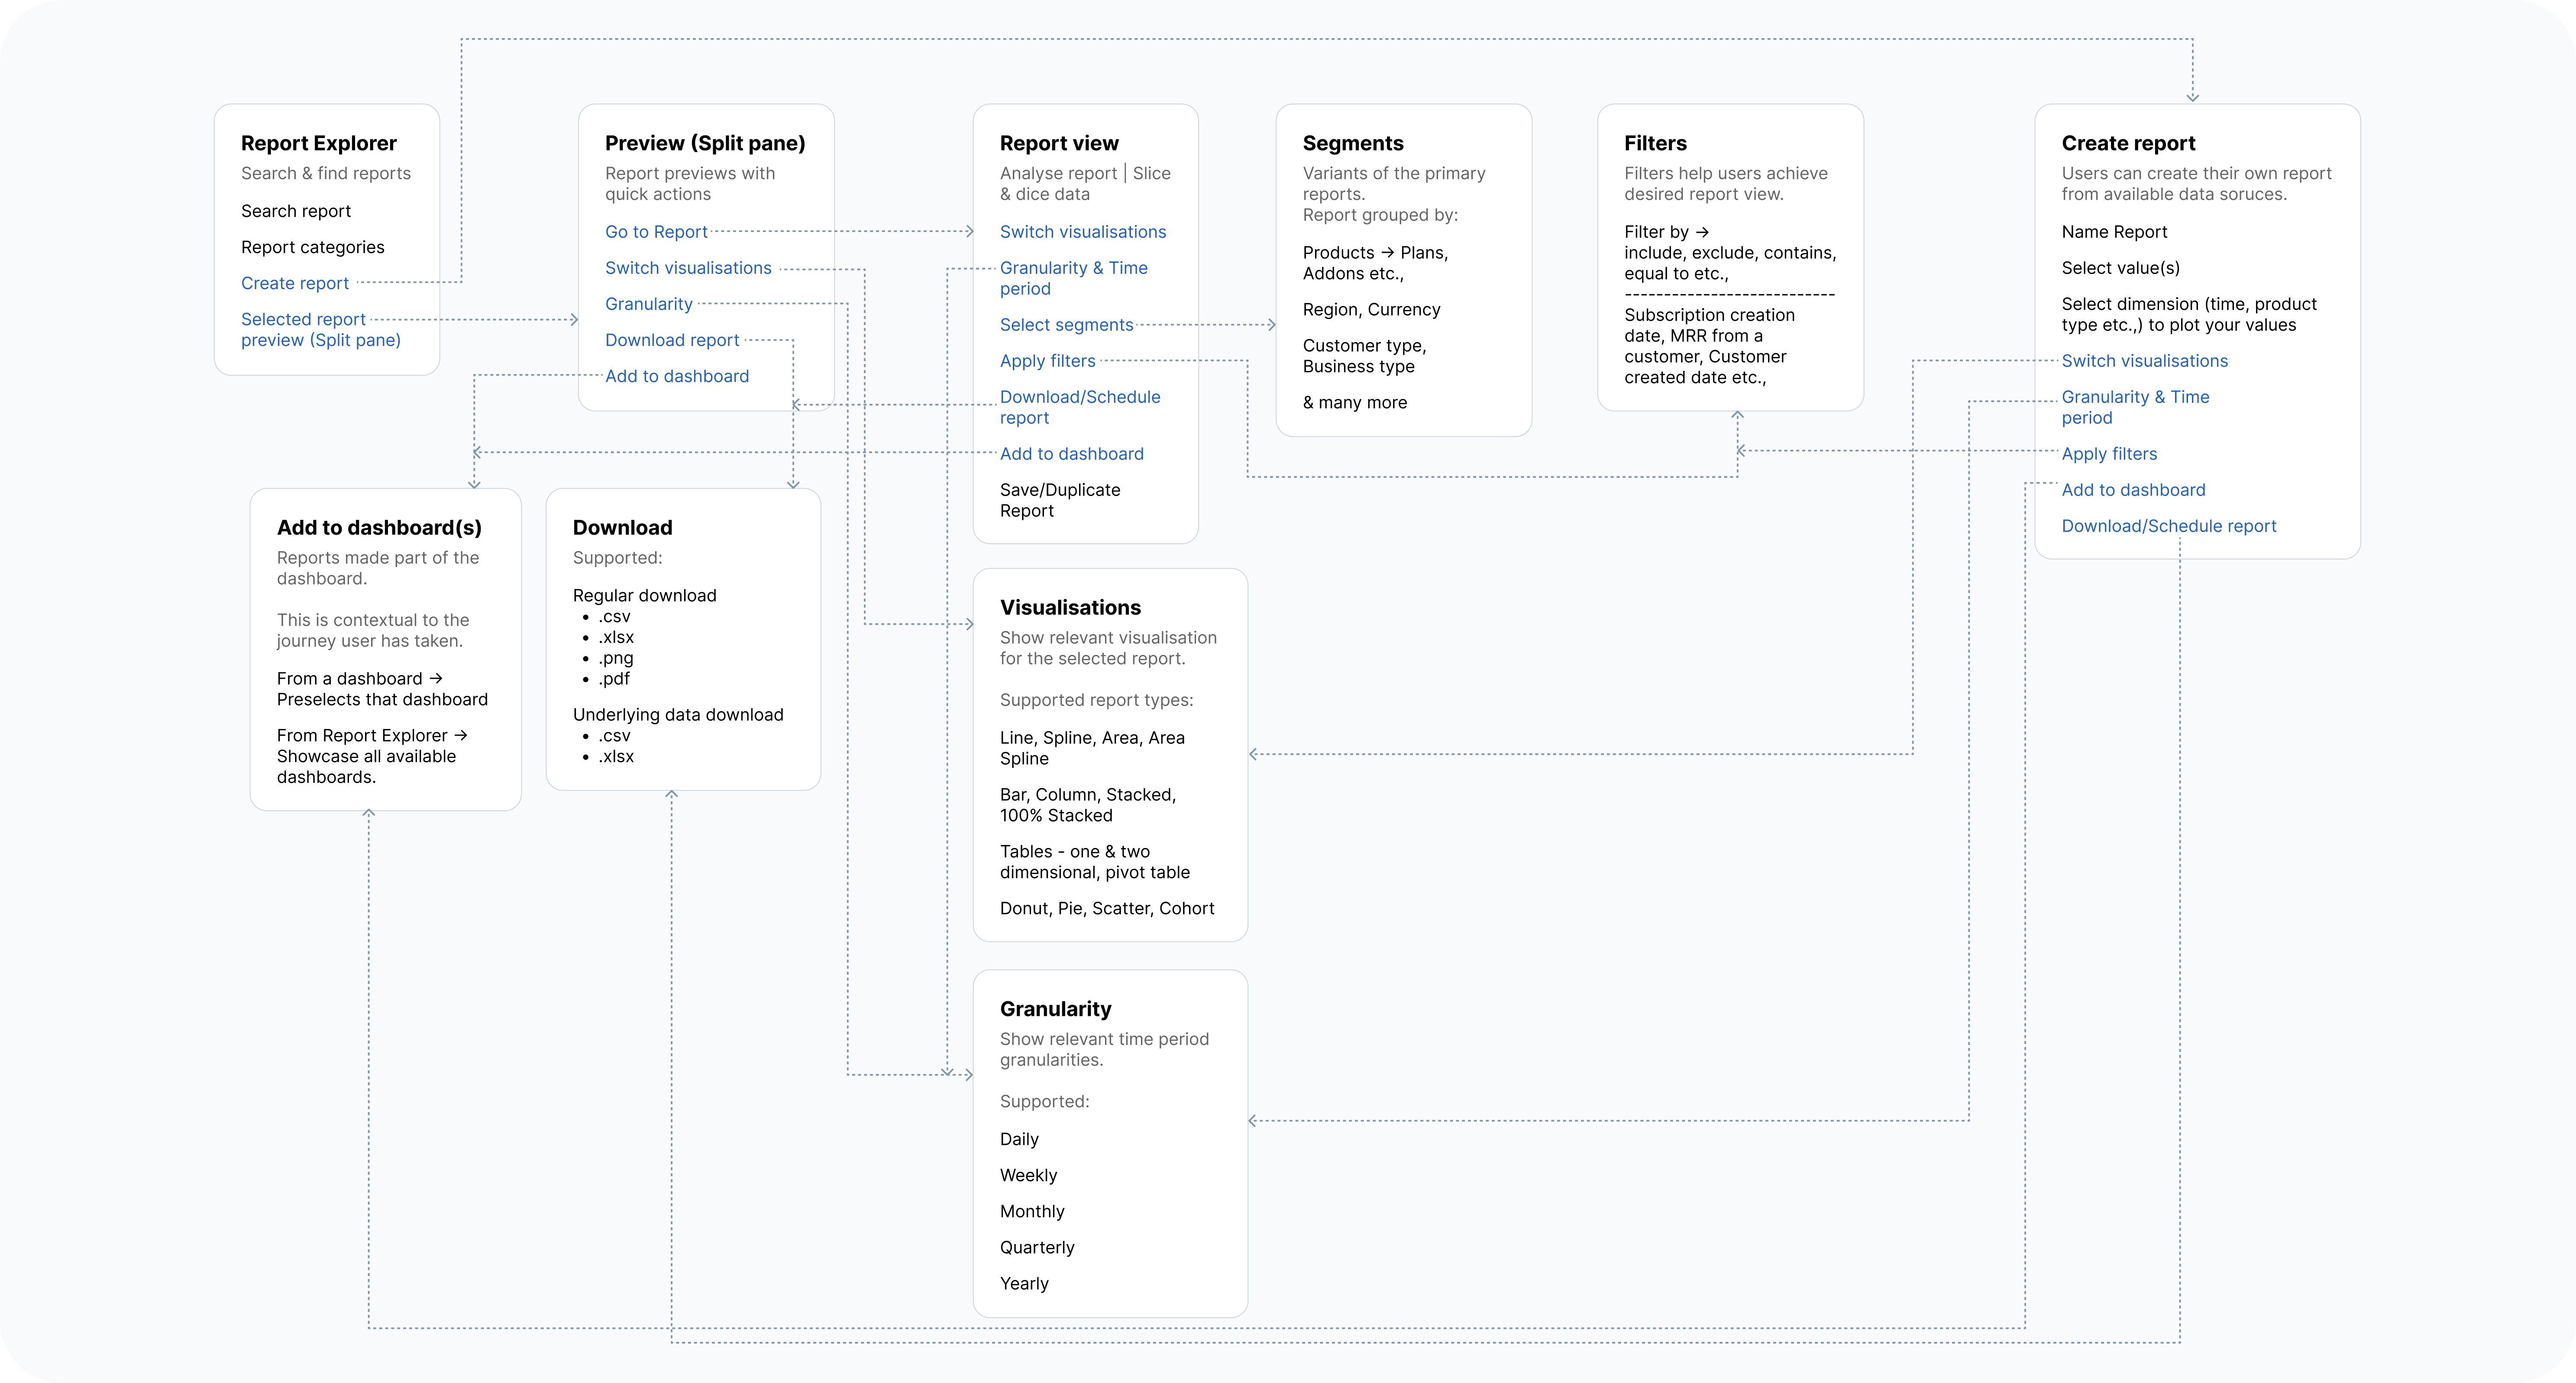 Report Explorer
Search & find reports
Search report
Report categories
Create report
Selected report
preview (Split pane)
Preview (Split pane)
Report previews with
quick actions
Go to Report
Switch visualisations
Granularity
Download report
Add to dashboard
Report view
Analyse report | Slice
& dice data
Switch visualisations
Granularity & Time
period
Select segments
Apply filters
Download/Schedule
report
Add to dashboard
Save/Duplicate
Report
Segments
Variants of the primary
reports.
Report grouped by:
Products → Plans,
Addons etc.,
Region, Currency
Customer type,
Business type
& many more
Filters
Filters help users achieve
desired report view.
Filter by →
include, exclude, contains,
equal to etc.,
---------------------------
Subscription creation
date, MRR from a
customer, Customer
created date etc.,
Create report
Users can create their own report
from available data soruces.
Name Report
Select value(s)
Select dimension (time, product
type etc.,) to plot your values
Switch visualisations
Granularity & Time
period
Apply filters
Add to dashboard
Download/Schedule report
Add to dashboard(s)
Reports made part of the
dashboard.
This is contextual to the
journey user has taken.
From a dashboard →
Preselects that dashboard
From Report Explorer →
Showcase all available
dashboards.
Download
Supported:
Regular download
• .csv
• .xlsx
• .png
• .pdf
Underlying data download
• .csv
• .xlsx
Visualisations
Show relevant visualisation
for the selected report.
Supported report types:
Line, Spline, Area, Area
Spline
Bar, Column, Stacked,
100% Stacked
Tables - one & two
dimensional, pivot table
Donut, Pie, Scatter, Cohort
Granularity
Show relevant time period
granularities.
Supported:
Daily
Weekly
Monthly
Quarterly
Yearly